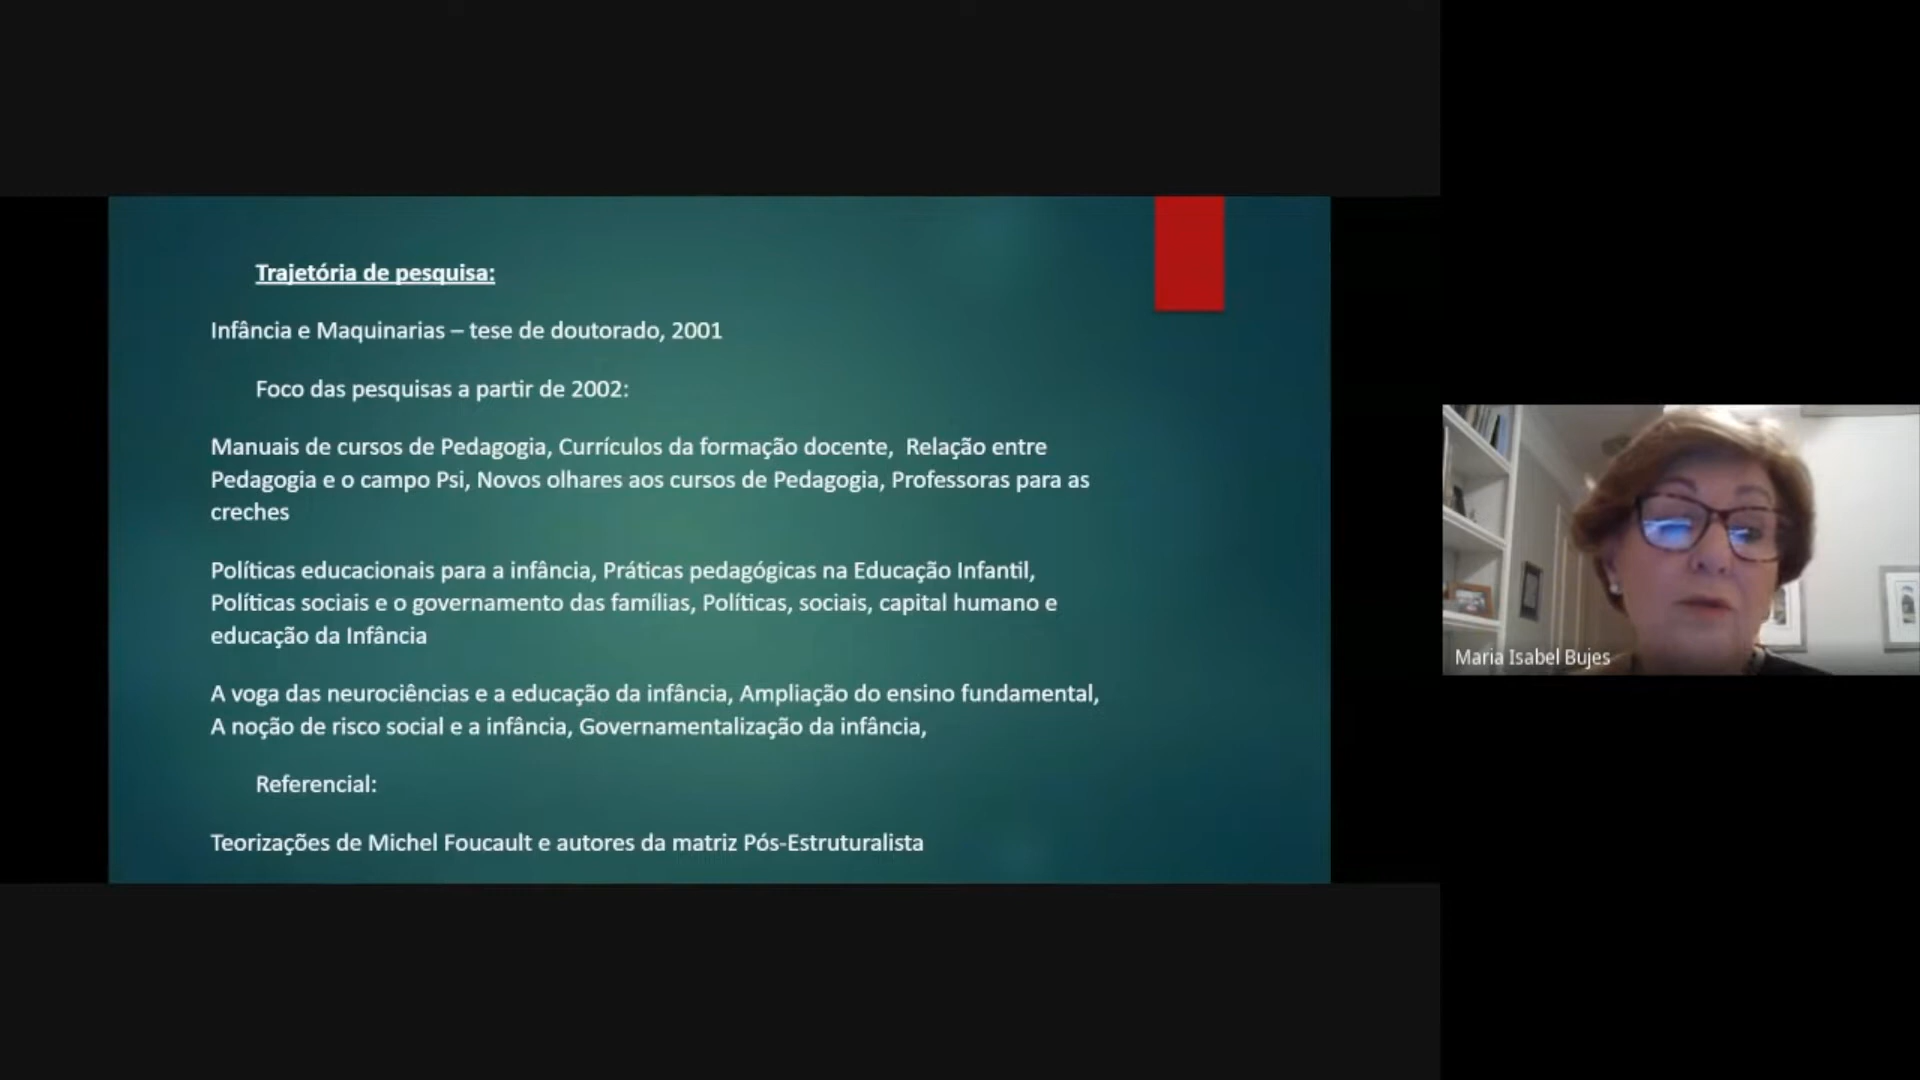 Trajetória de pesquisa:
Infância e Maquinarias – tese de doutorado, 2001
Foco das pesquisas a partir de 2002:
Manuais de cursos de Pedagogia, Currículos da formação docente, Relação entre
Pedagogia e o campo Psi, Novos olhares aos cursos de Pedagogia, Professoras para as
creches
Políticas educacionais para a infância, Práticas pedagógicas na Educação Infantil,
Políticas sociais e o governamento das famílias, Políticas, sociais, capital humano e
educação da Infância
A voga das neurociências e a educação da infância, Ampliação do ensino fundamental,
A noção de risco social e a infância, Governamentalização da infância,
Referencial:
Teorizações de Michel Foucault e autores da matriz Pós-Estruturalista
Maria Isabel Bujes